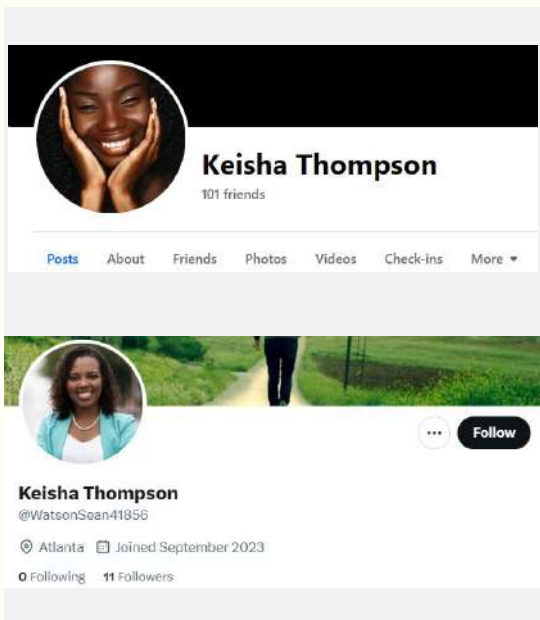 Keisha Thompson
101 friends
Posts About Friends Photos Videos Check-ins More
Follow
Keisha Thompson
@WatsonSean41856
Atlanta Joined September 2023
0 Following 11 Followers